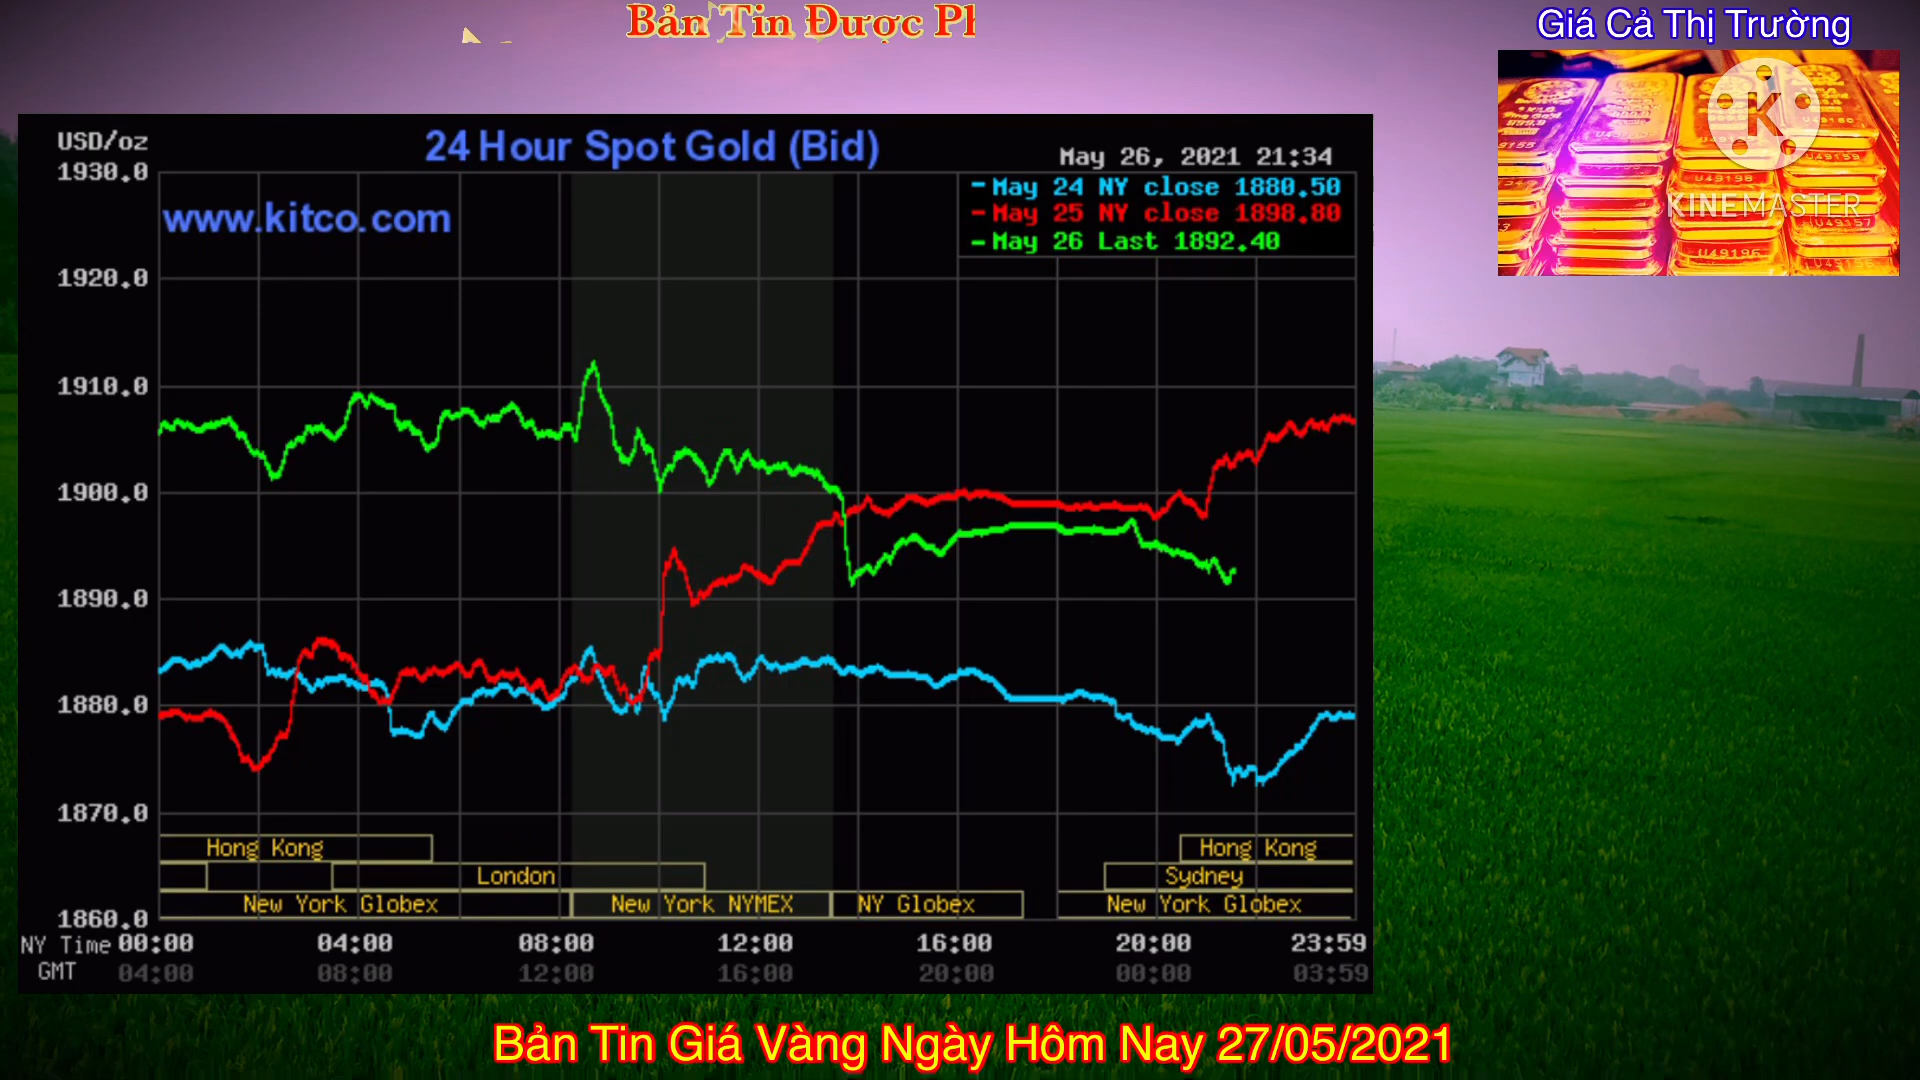 Bản Tin Được Ph
Giá Cả Thị Trường
KINEMASTER
USD/oz
24 Hour Spot Gold (Bid)
May 26, 2021 21:34
www.kitco.com
May 24 NY close 1880.50
May 25 NY close 1898.80
May 26 Last 1892.40
1930.0
1920.0
1910.0
1900.0
1890.0
1880.0
1870.0
1860.0
Hong Kong
Hong Kong
London
Sydney
New York Globex
New York NYMEX
NY Globex
New York Globex
NY Time 00:00 04:00 08:00 12:00 16:00 20:00 23:59
GMT 04:00 08:00 12:00 16:00 20:00 00:00 03:59
Bản Tin Giá Vàng Ngày Hôm Nay 27/05/2021